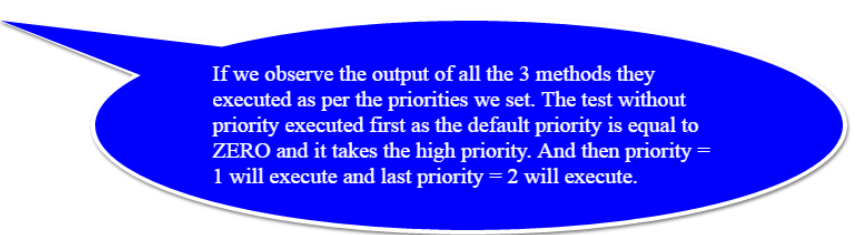 If we observe the output of all the 3 methods they
executed as per the priorities we set. The test without
priority executed first as the default priority is equal to
ZERO and it takes the high priority. And then priority =
1 will execute and last priority = 2 will execute.